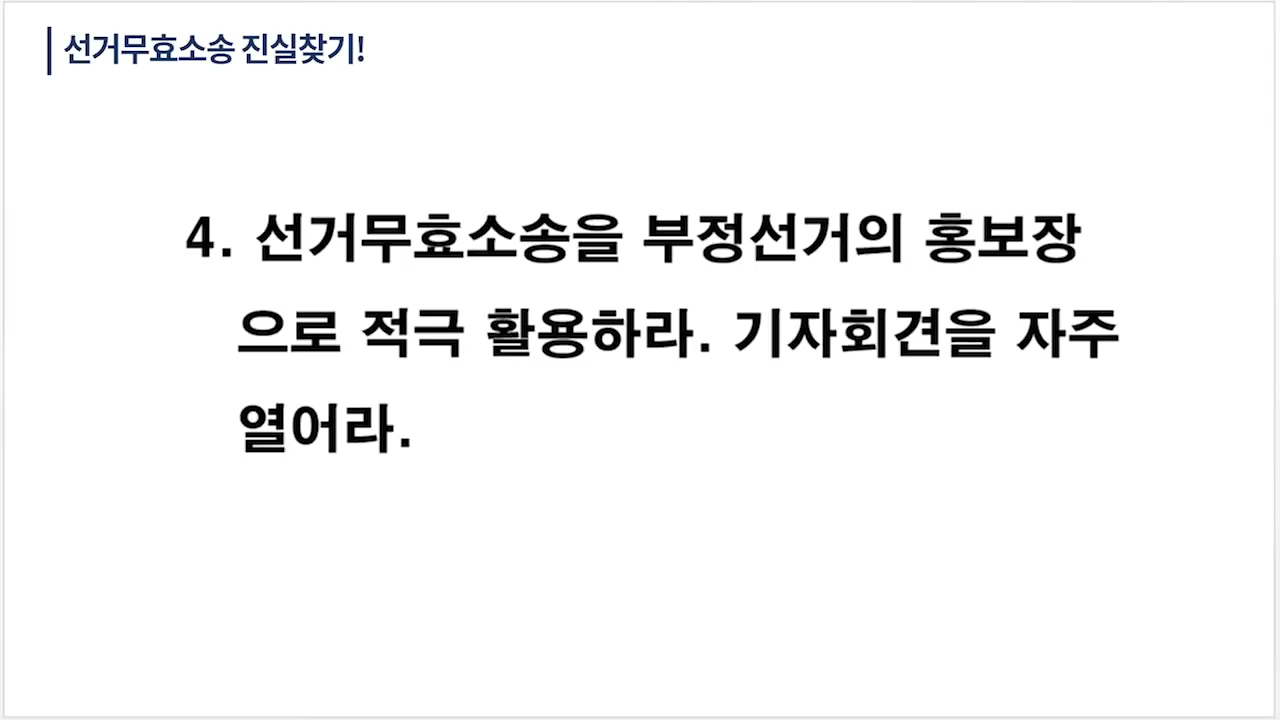 선거무효소송 진실찾기!
4. 선거무효소송을 부정선거의 홍보장
으로 적극 활용하라. 기자회견을 자주
열어라.